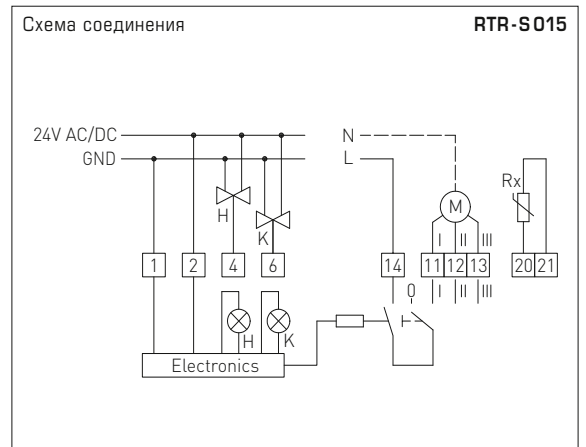 Схема соединения RTR-S015
24V AC/DC
GND
N
L
H
K
M
Rx
I II III
1 2 4 6 14 11 12 13 20 21
0 I II III
H K
Electronics